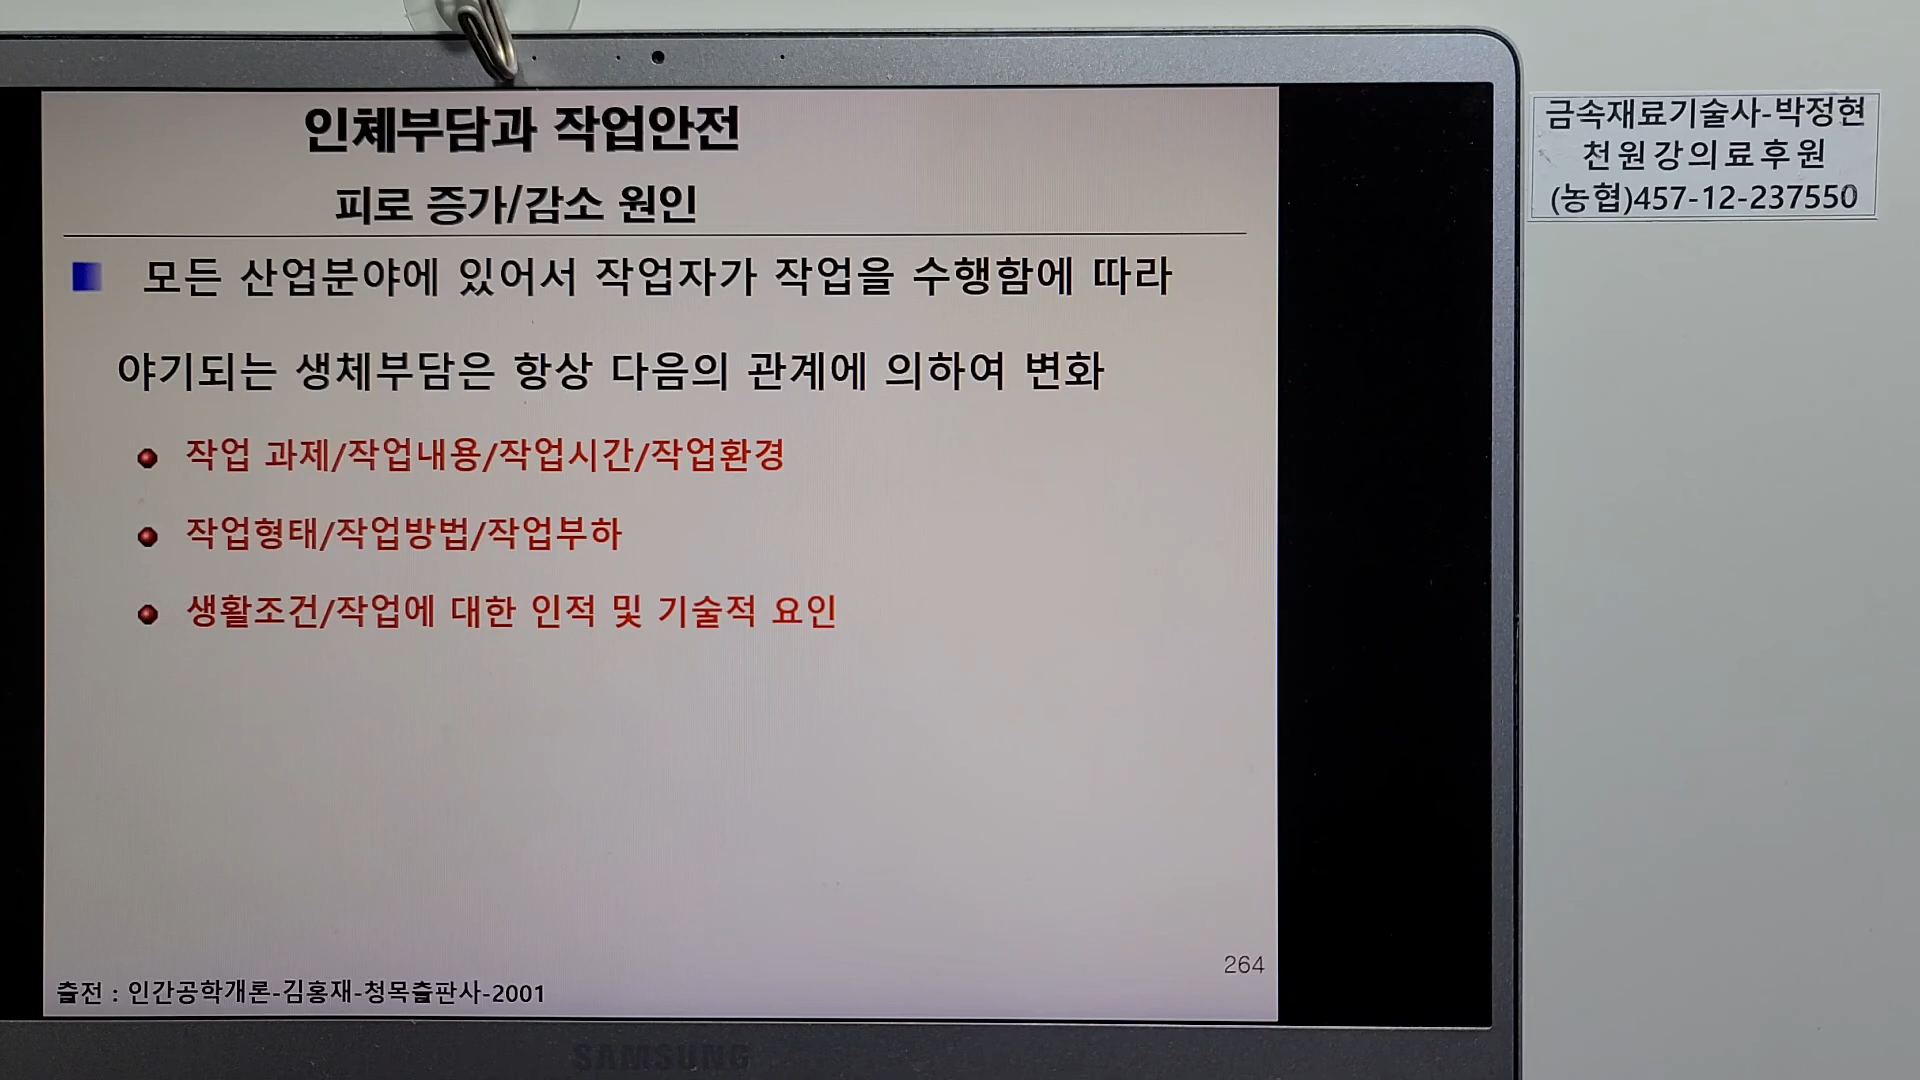 인체부담과 작업안전
피로 증가/감소 원인
모든 산업분야에 있어서 작업자가 작업을 수행함에 따라
야기되는 생체부담은 항상 다음의 관계에 의하여 변화
작업 과제/작업내용/작업시간/작업환경
작업형태/작업방법/작업부하
생활조건/작업에 대한 인적 및 기술적 요인
264
출전 : 인간공학개론-김홍재-청목출판사-2001
SAMSUNG
금속재료기술사-박정현
천원강의료후원
(농협)457-12-237550